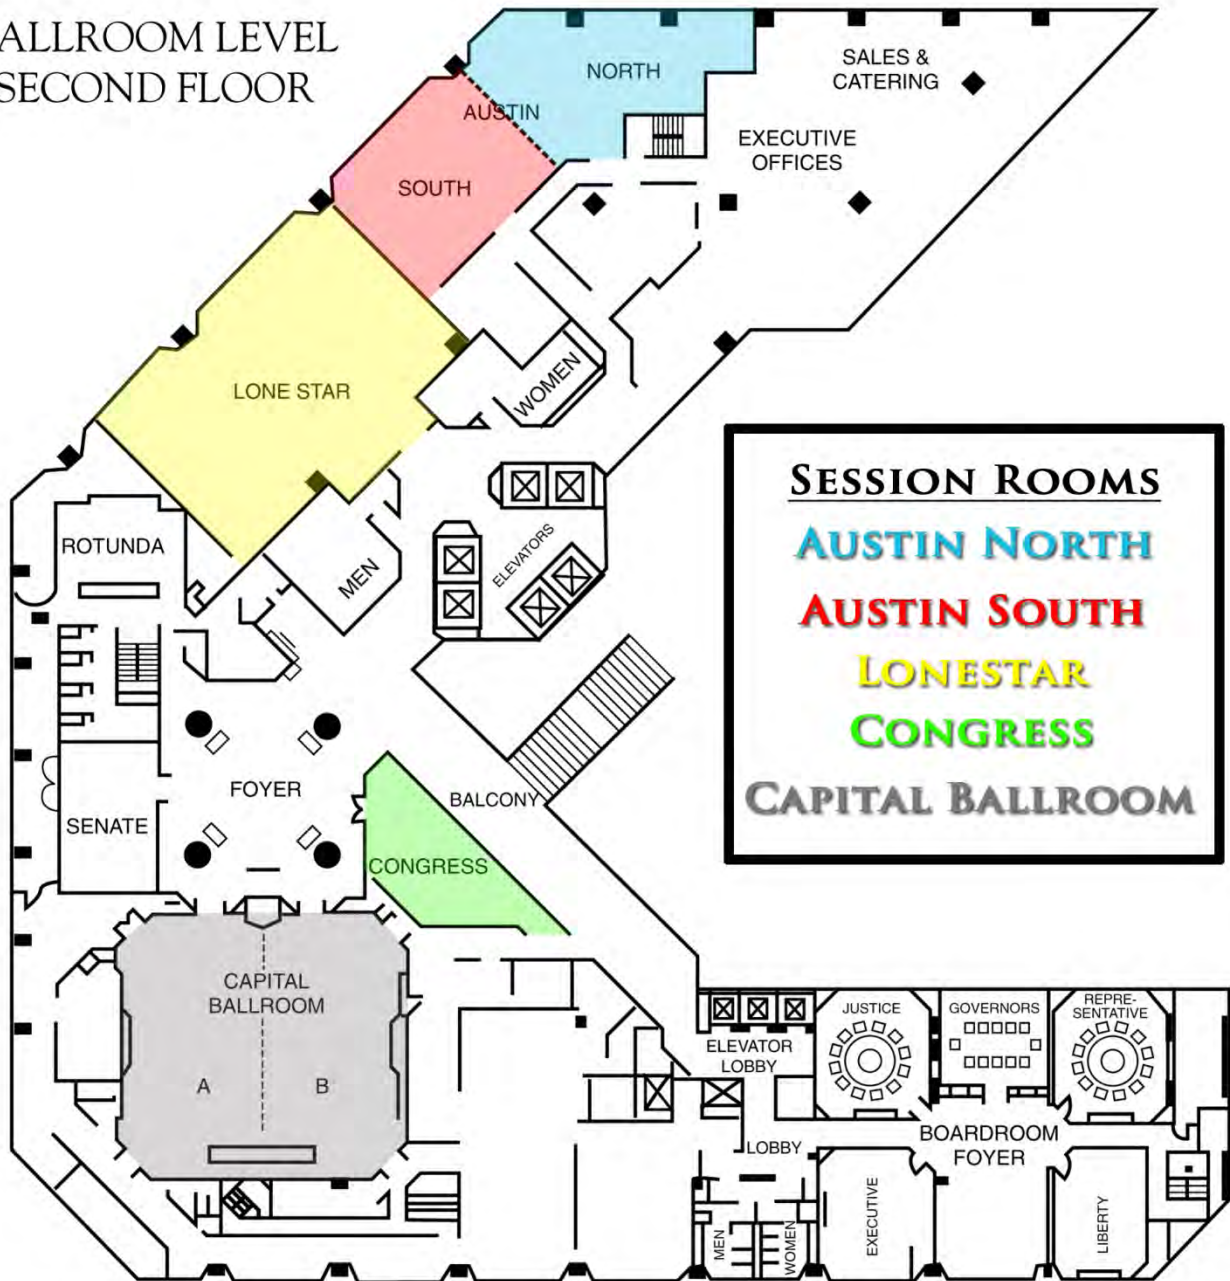 ALLROOM LEVEL
SECOND FLOOR
NORTH
SALES &
CATERING
AUSTIN
EXECUTIVE
OFFICES
SOUTH
LONE STAR
WOMEN
SESSION ROOMS
AUSTIN NORTH
AUSTIN SOUTH
LONESTAR
CONGRESS
CAPITAL BALLROOM
ROTUNDA
MEN
ELEVATORS
FOYER
BALCONY
SENATE
CONGRESS
CAPITAL
BALLROOM
A
B
JUSTICE
GOVERNORS
REPRE-
SENTATIVE
ELEVATOR
LOBBY
LOBBY
BOARDROOM
FOYER
MEN
WOMEN
EXECUTIVE
LIBERTY